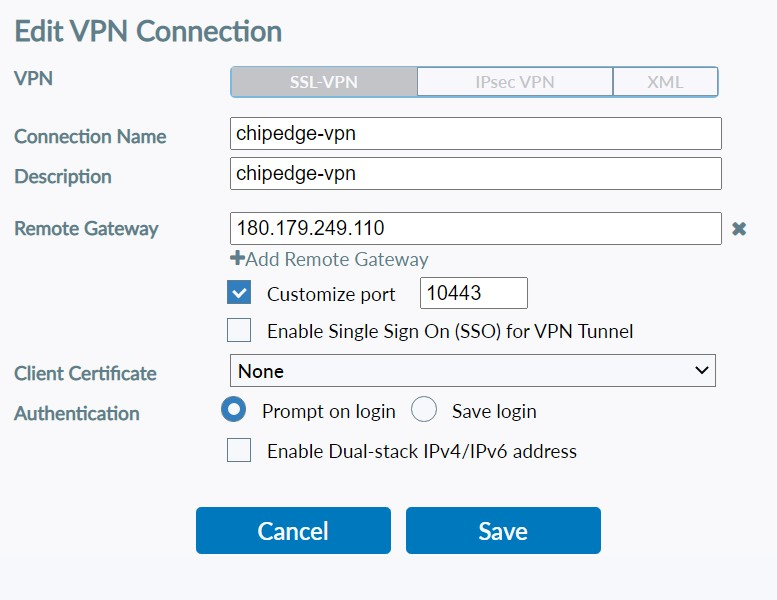 Edit VPN Connection
VPN SSL-VPN IPsec VPN XML
Connection Name chipedge-vpn
Description chipedge-vpn
Remote Gateway 180.179.249.110 ✖
+Add Remote Gateway
Customize port 10443
Enable Single Sign On (SSO) for VPN Tunnel
Client Certificate None
Authentication Prompt on login Save login
Enable Dual-stack IPv4/IPv6 address
Cancel Save